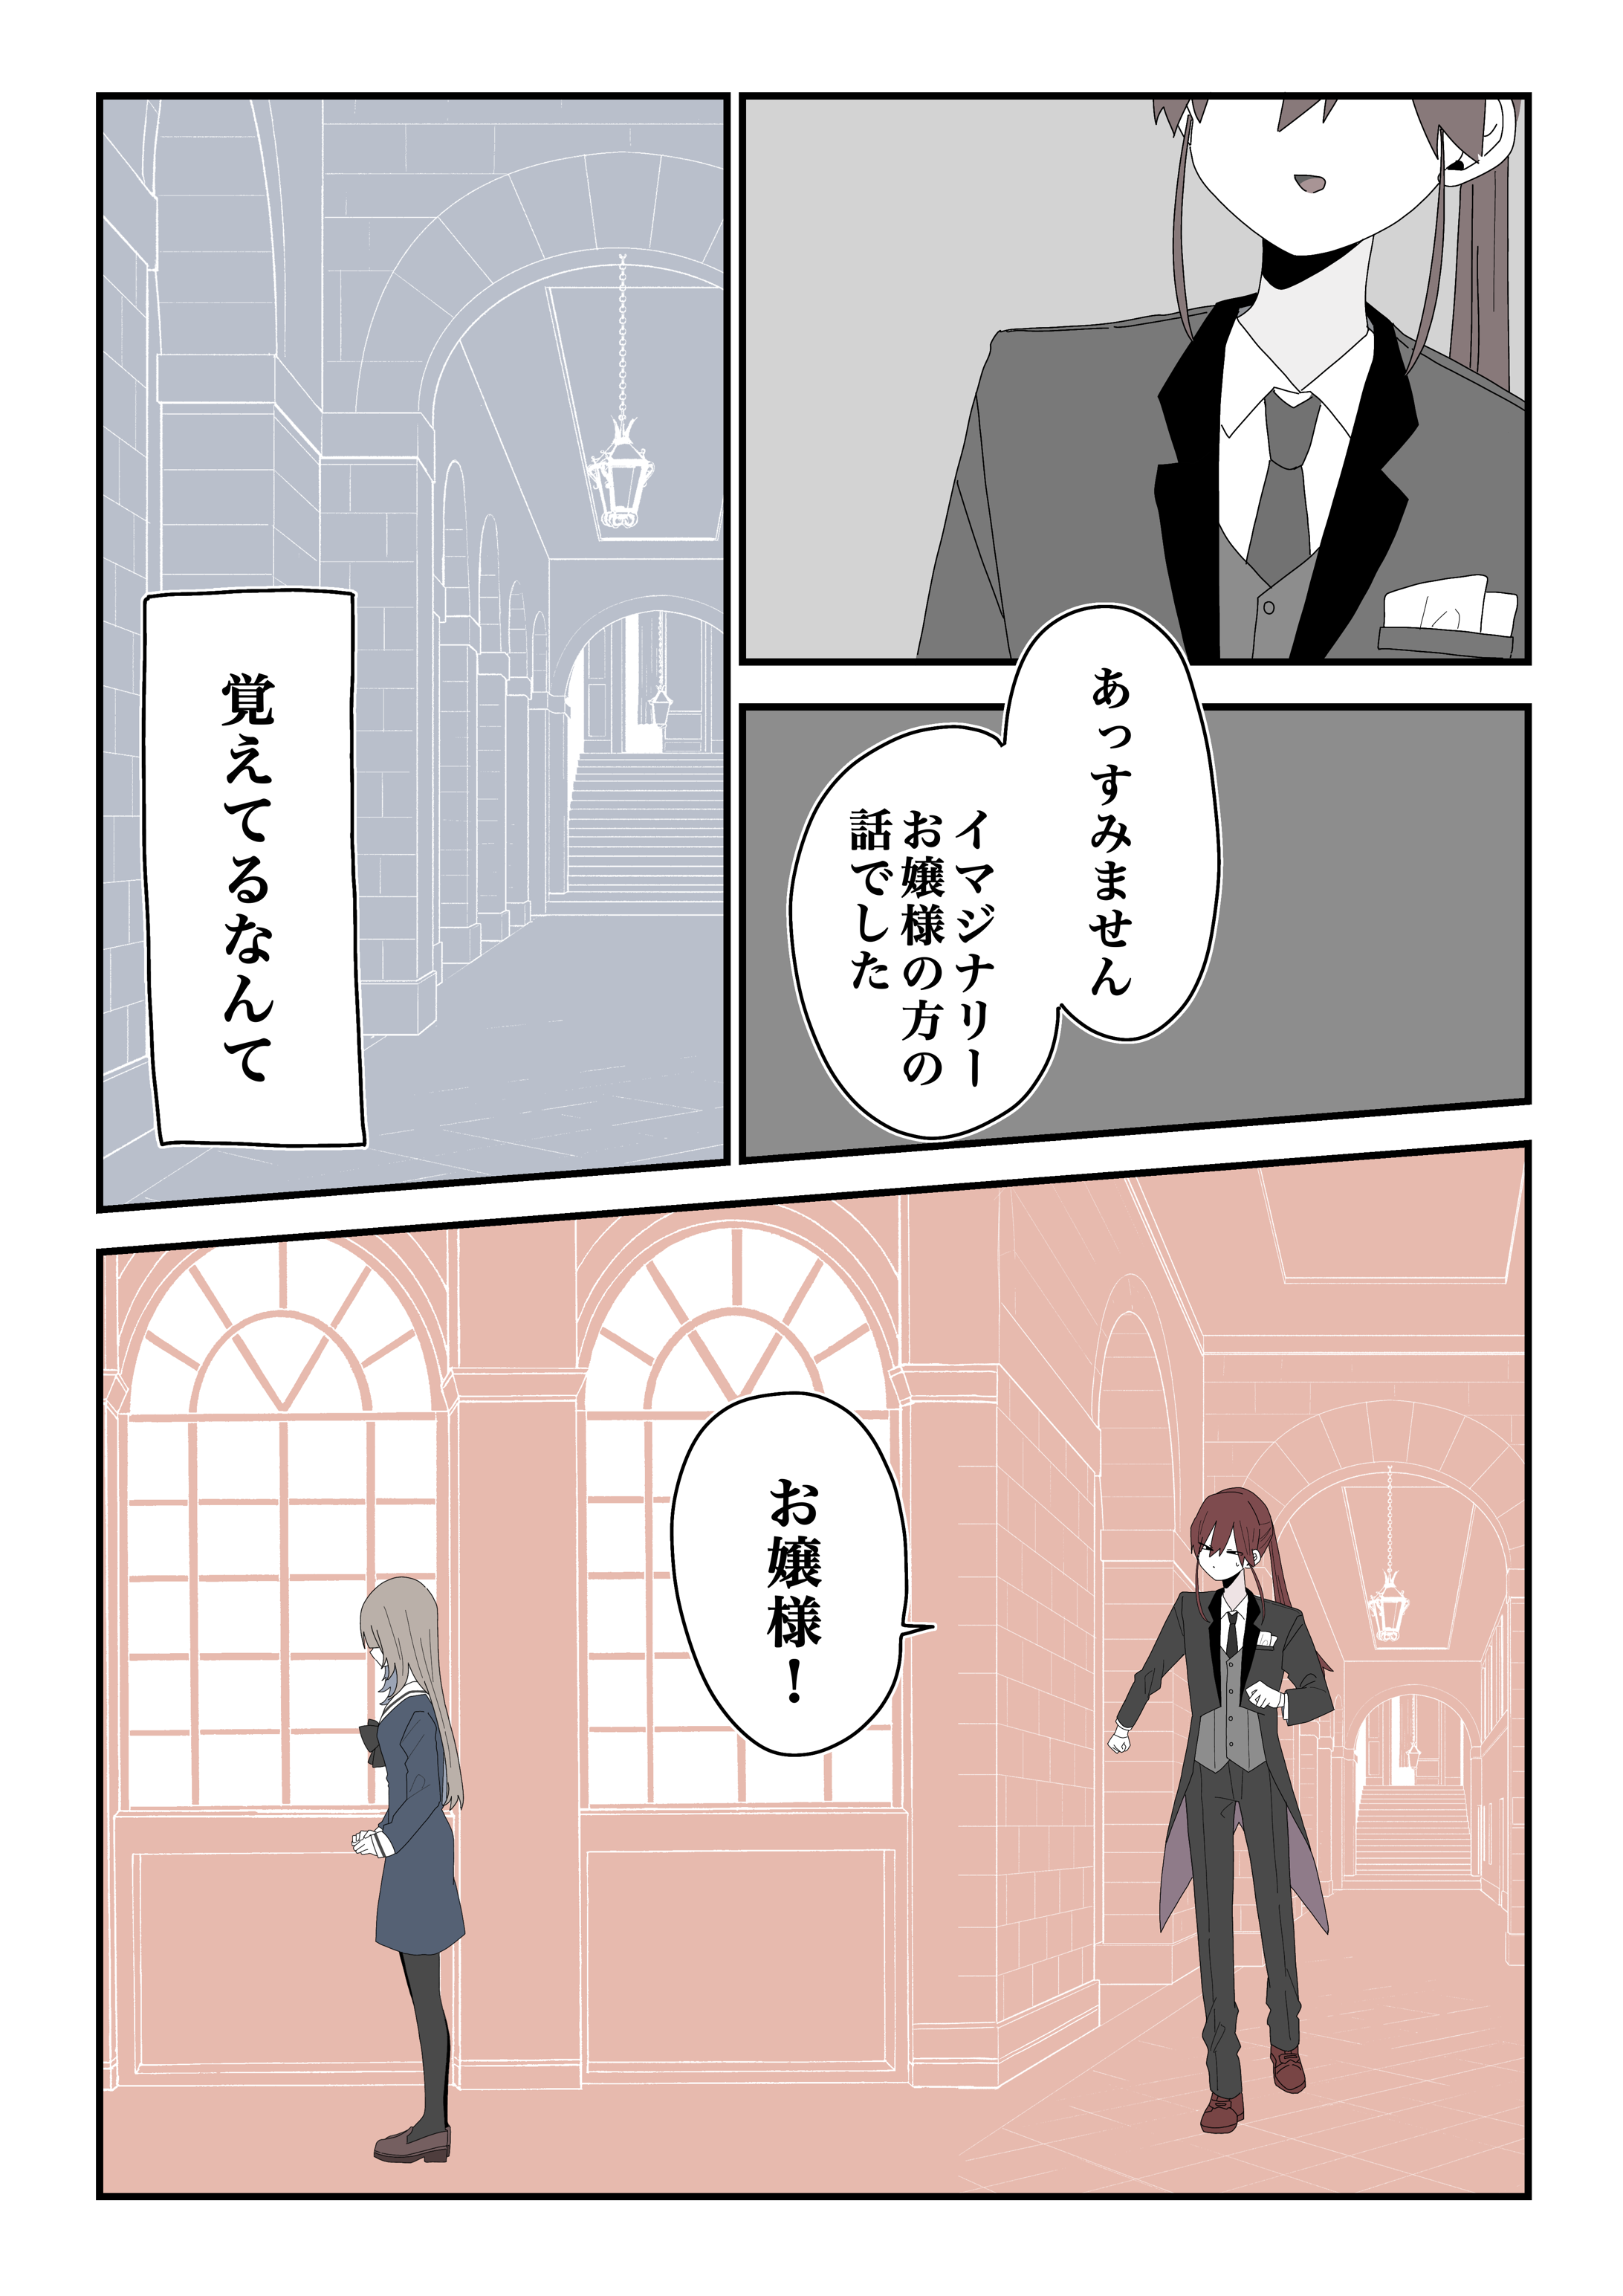 あっすみません
イマジナリー
お嬢様の方の
話でした
覚えてるなんて
お嬢様！